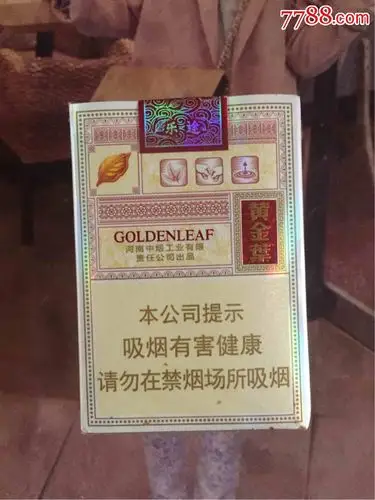 7788.com
乐途
GOLDENLEAF
河南中烟工业有限
责任公司出品
黄金叶
本公司提示
吸烟有害健康
请勿在禁烟场所吸烟